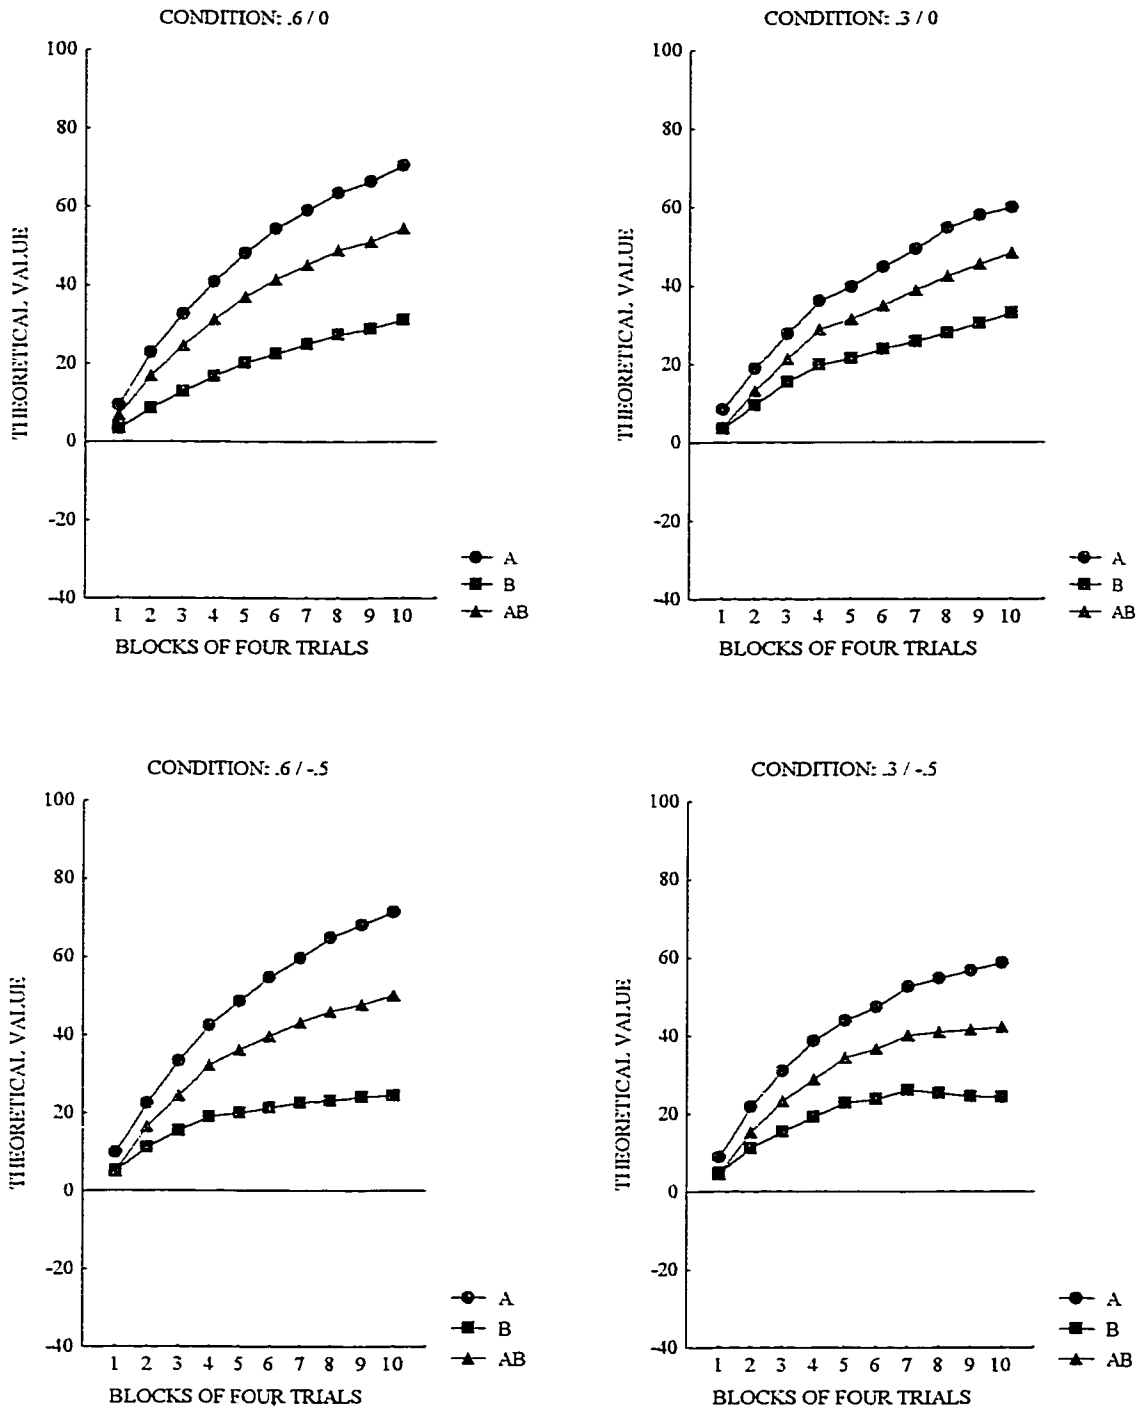 CONDITION: .6 / 0
100
80
60
40
20
0
-20
-40
THEORETICAL VALUE
1 2 3 4 5 6 7 8 9 10
BLOCKS OF FOUR TRIALS
A
B
AB
CONDITION: .3 / 0
100
80
60
40
20
0
-20
-40
THEORETICAL VALUE
1 2 3 4 5 6 7 8 9 10
BLOCKS OF FOUR TRIALS
A
B
AB
CONDITION: .6 / -.5
100
80
60
40
20
0
-20
-40
THEORETICAL VALUE
1 2 3 4 5 6 7 8 9 10
BLOCKS OF FOUR TRIALS
A
B
AB
CONDITION: .3 / -.5
100
80
60
40
20
0
-20
-40
THEORETICAL VALUE
1 2 3 4 5 6 7 8 9 10
BLOCKS OF FOUR TRIALS
A
B
AB